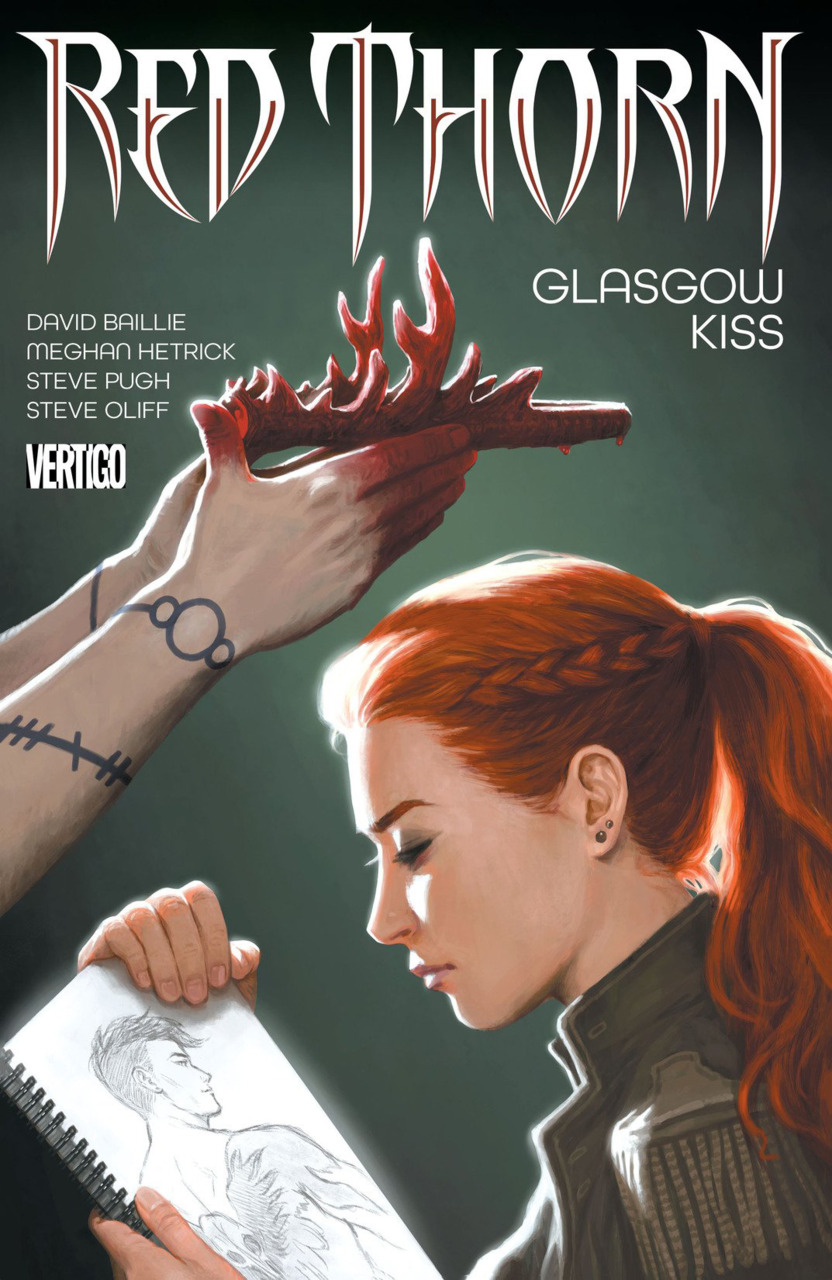 RED THORN
GLASGOW
KISS
DAVID BAILLIE
MEGHAN HETRICK
STEVE PUGH
STEVE OLIFF
VERTIGO